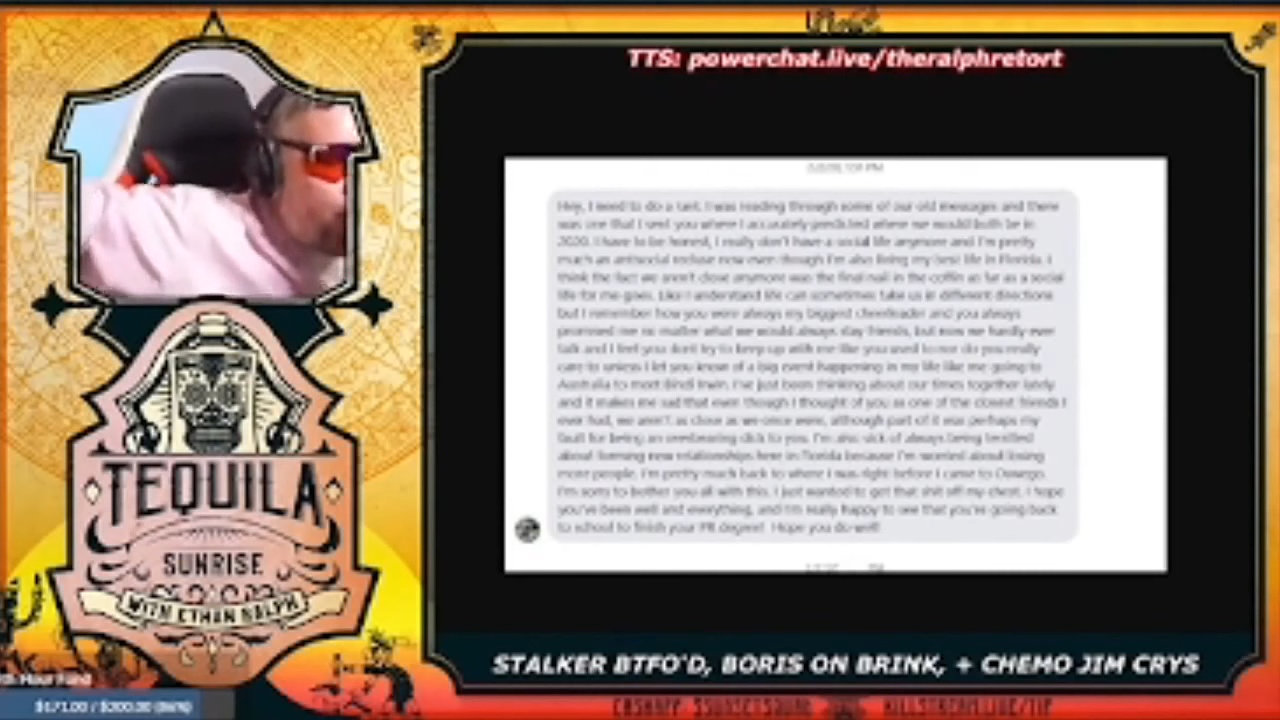 TTS: powerchat.live/theralphretort
Hey, I need to do a rant. I was reading through some of our old messages and there
was one that I sent you where I accurately predicted where we would both be in
2020. I have to be honest, I really don't have a social life anymore and I'm pretty
much an antisocial recluse now even though I'm also living my best life in Florida. I
think the fact we aren't close anymore was the final nail in the coffin as far as a social
life for me goes. Like I understand life can sometimes take us in different directions
but I remember how you were always my biggest cheerleader and you always
promised me no matter what we would always stay friends, but now we hardly ever
talk and I feel you dont try to keep up with me like you used to nor do you really
care to unless I let you know of a big event happening in my life like me going to
Australia to meet Bindi Irwin. I've just been thinking about our times together lately
and it makes me sad that even though I thought of you as one of the closest friends I
ever had, we aren't as close as we once were, although part of it was perhaps my
fault for being an overbearing dick to you. I'm also sick of always being terrified
about forming new relationships here in Florida because I'm worried about losing
more people. I'm pretty much back to where I was right before I came to Oswego.
I'm sorry to bother you all with this. I just wanted to get that shit off my chest. I hope
you've been well and everything, and I'm really happy to see that you're going back
to school to finish your PR degree! Hope you do well!
TEQUILA
SUNRISE
WITH ETHAN RALPH
STALKER BTFO'D, BORIS ON BRINK, + CHEMO JIM CRYS
Hour Fund
$171.00 / $200.00 (86%)
CASHAPP $SUNSETSQUAD KILLSTREAM.LIVE/TIP